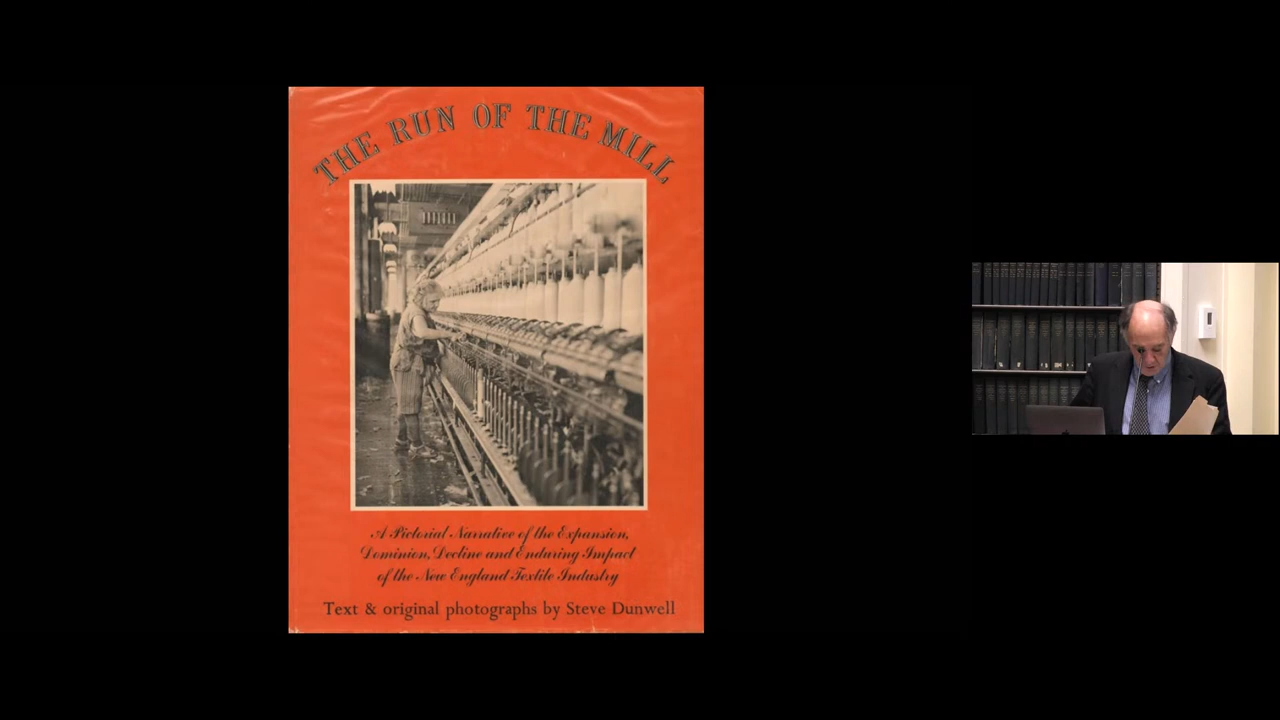 THE RUN OF THE MILL
A Pictorial Narrative of the Expansion,
Dominion, Decline and Enduring Impact
of the New England Textile Industry
Text & original photographs by Steve Dunwell